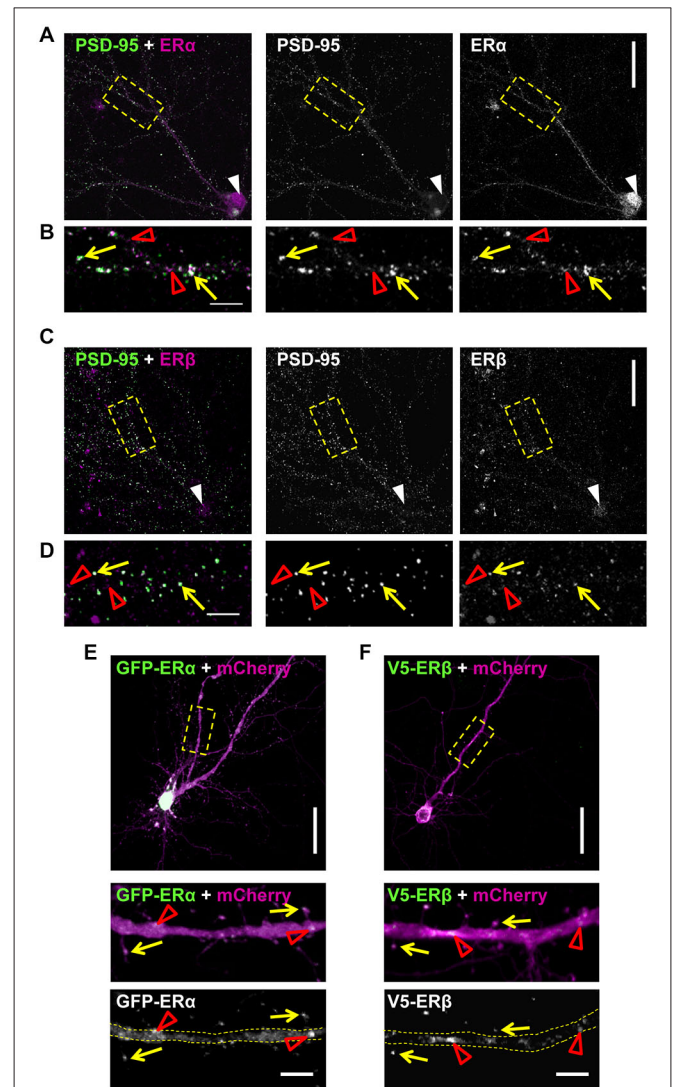 A
PSD-95 + ERα
PSD-95
ERα
B
C
PSD-95 + ERβ
PSD-95
ERβ
D
E
GFP-ERα + mCherry
F
V5-ERβ + mCherry
GFP-ERα + mCherry
V5-ERβ + mCherry
GFP-ERα
V5-ERβ